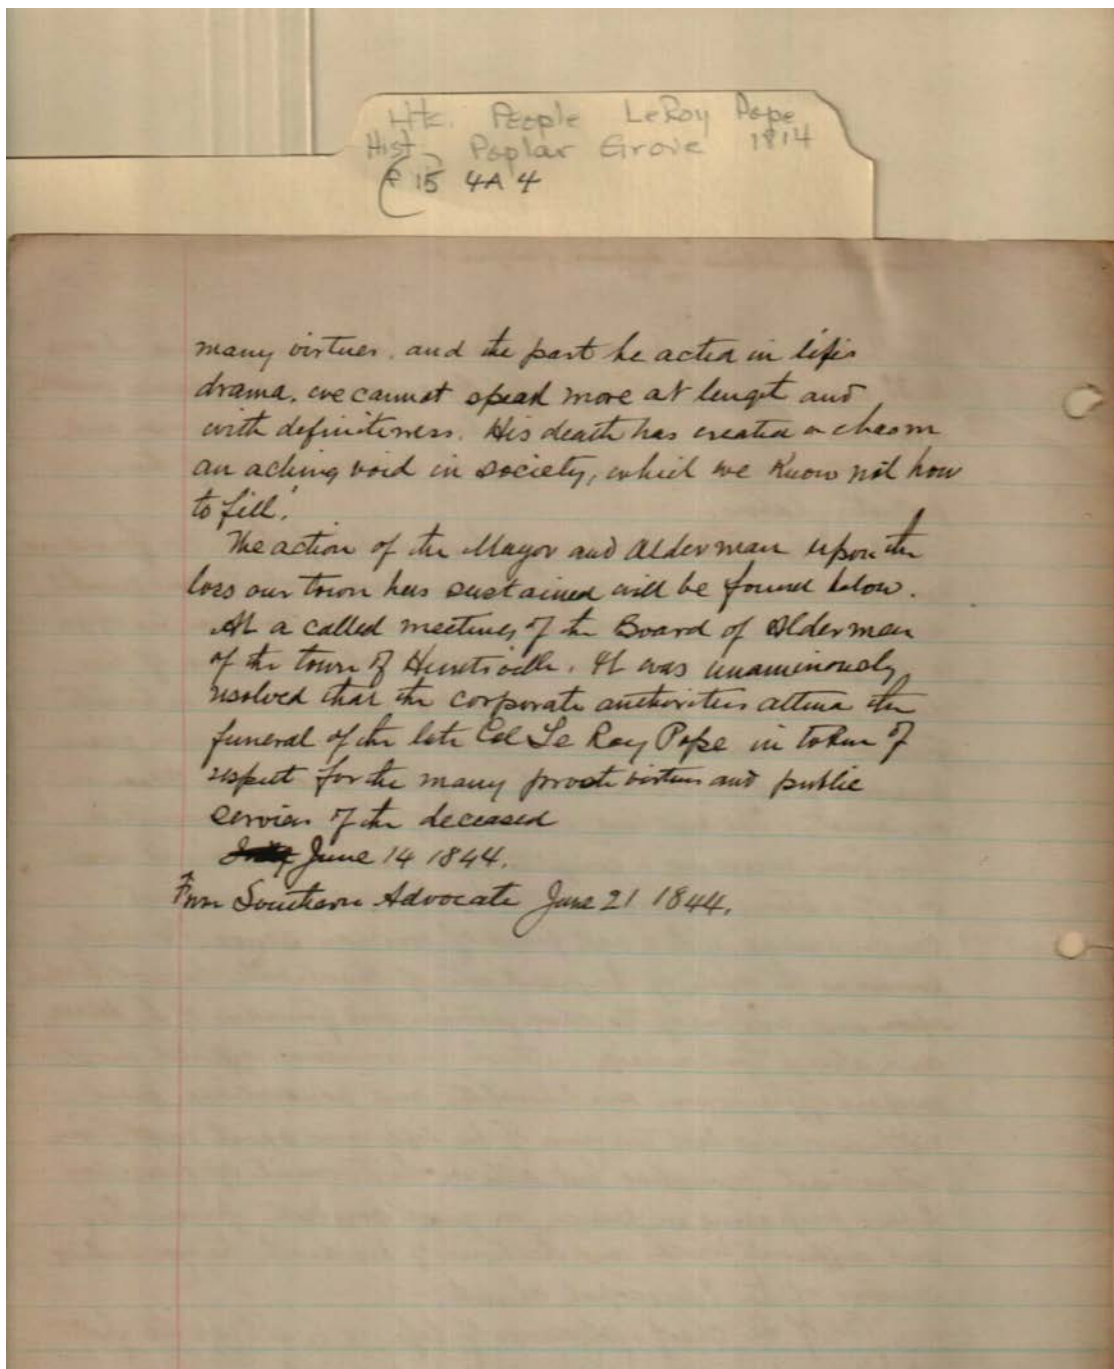 Hts. People LeRoy Pope
Hist. Poplar Grove 1814
F 15 4A 4
many virtues, and the part he acted in lifes
drama, we cannot speak more at lenget and
with definiteness. His death has created a chasm
an aching void in society, which we know not how
to fill.
The action of the Mayor and Alderman upon the
loss our town has sustained will be found below.
At a called meeting of the Board of Aldermen
of the town of Huntsville. It was unaminously
resolved that the corporate authorities attend the
funeral of the late Col Le Roy Pope in token of
respect for the many private virtues and public
services of the deceased
June 14 1844.
From Southern Advocate June 21 1844.